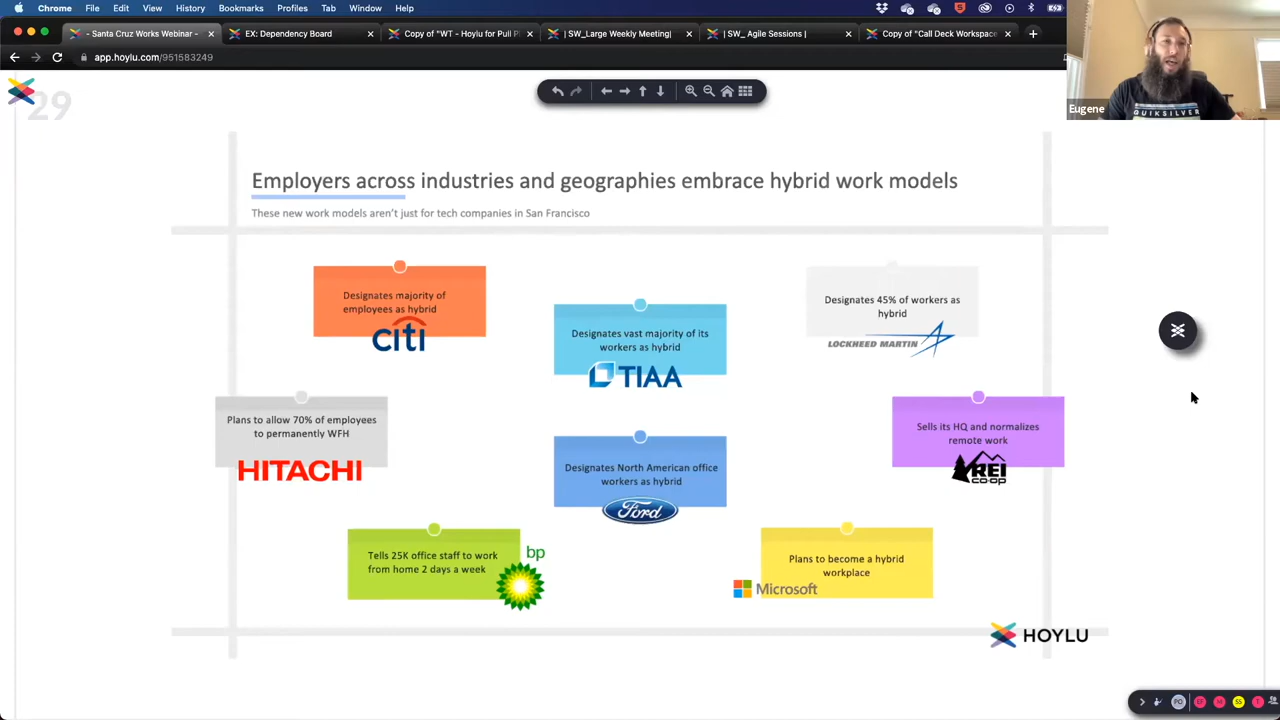 Chrome File Edit View History Bookmarks Profiles Tab Window Help
- Santa Cruz Works Webinar -
EX: Dependency Board
Copy of "WT - Hoylu for Pull P
| SW_Large Weekly Meeting|
| SW_ Agile Sessions |
Copy of "Call Deck Workspace
app.hoylu.com/951583249
29
Eugene
QUIKSILVER
Employers across industries and geographies embrace hybrid work models
These new work models aren't just for tech companies in San Francisco
Designates majority of
employees as hybrid
citi
Designates vast majority of its
workers as hybrid
TIAA
Designates 45% of workers as
hybrid
LOCKHEED MARTIN
Plans to allow 70% of employees
to permanently WFH
HITACHI
Designates North American office
workers as hybrid
Ford
Sells its HQ and normalizes
remote work
REI
CO-OP
Tells 25K office staff to work
from home 2 days a week
bp
Plans to become a hybrid
workplace
Microsoft
HOYLU
PO
EF
SS
T